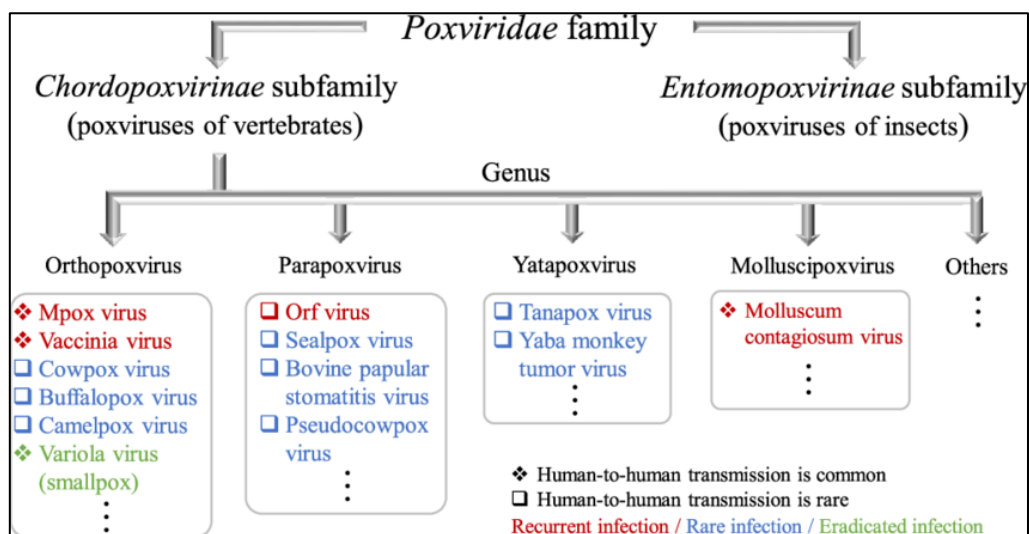 Poxviridae family
Chordopoxvirinae subfamily
(poxviruses of vertebrates)
Entomopoxvirinae subfamily
(poxviruses of insects)
Genus
Orthopoxvirus
Parapoxvirus
Yatapoxvirus
Molluscipoxvirus
Others
❖ Mpox virus
❖ Vaccinia virus
❑ Cowpox virus
❑ Buffalopox virus
❑ Camelpox virus
❖ Variola virus
(smallpox)
❑ Orf virus
❑ Sealpox virus
❑ Bovine papular
stomatitis virus
❑ Pseudocowpox
virus
❑ Tanapox virus
❑ Yaba monkey
tumor virus
❖ Molluscum
contagiosum virus
❖ Human-to-human transmission is common
❑ Human-to-human transmission is rare
Recurrent infection / Rare infection / Eradicated infection